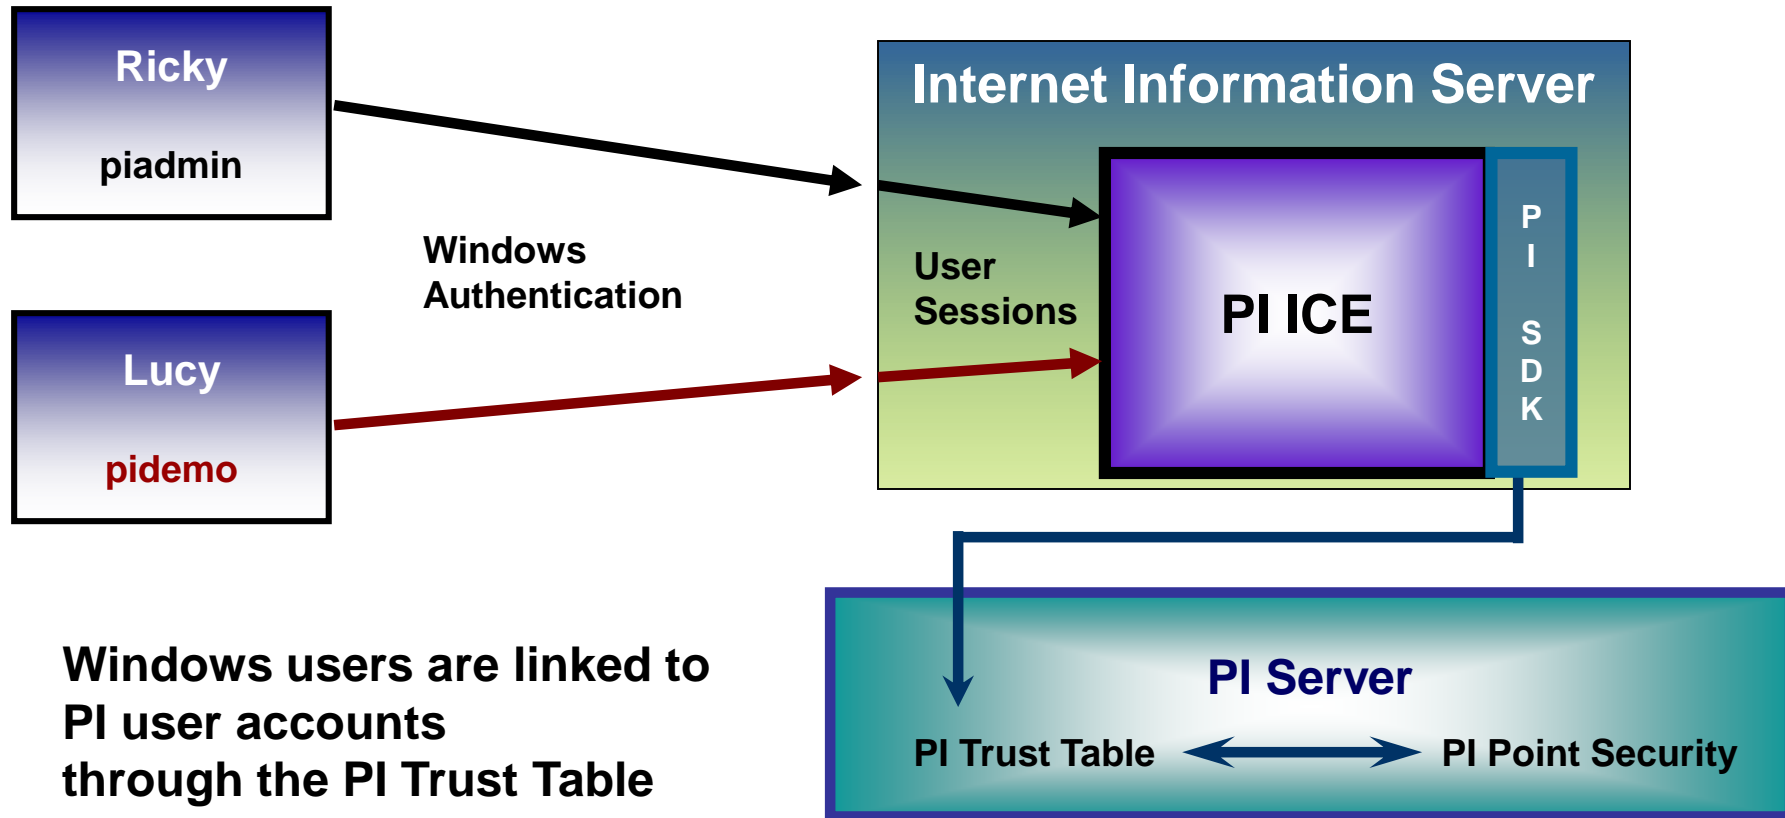 Ricky
piadmin
Windows
Authentication
Lucy
pidemo
Internet Information Server
User
Sessions
PI ICE
P
I
S
D
K
Windows users are linked to
PI user accounts
through the PI Trust Table
PI Server
PI Trust Table
PI Point Security